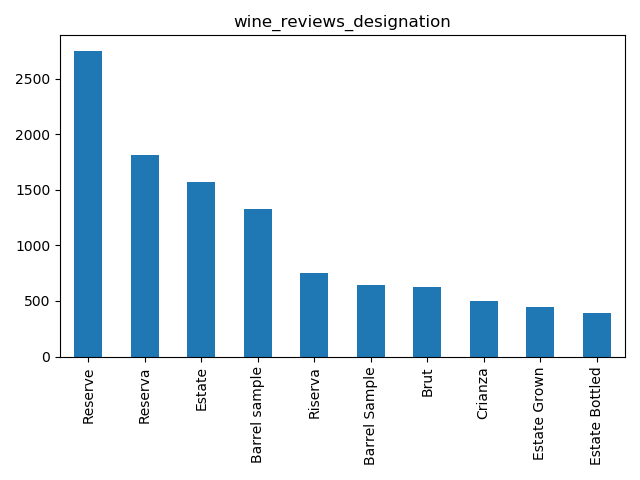 wine_reviews_designation
2500
2000
1500
1000
500
0
Reserve
Reserva
Estate
Barrel sample
Riserva
Barrel Sample
Brut
Crianza
Estate Grown
Estate Bottled